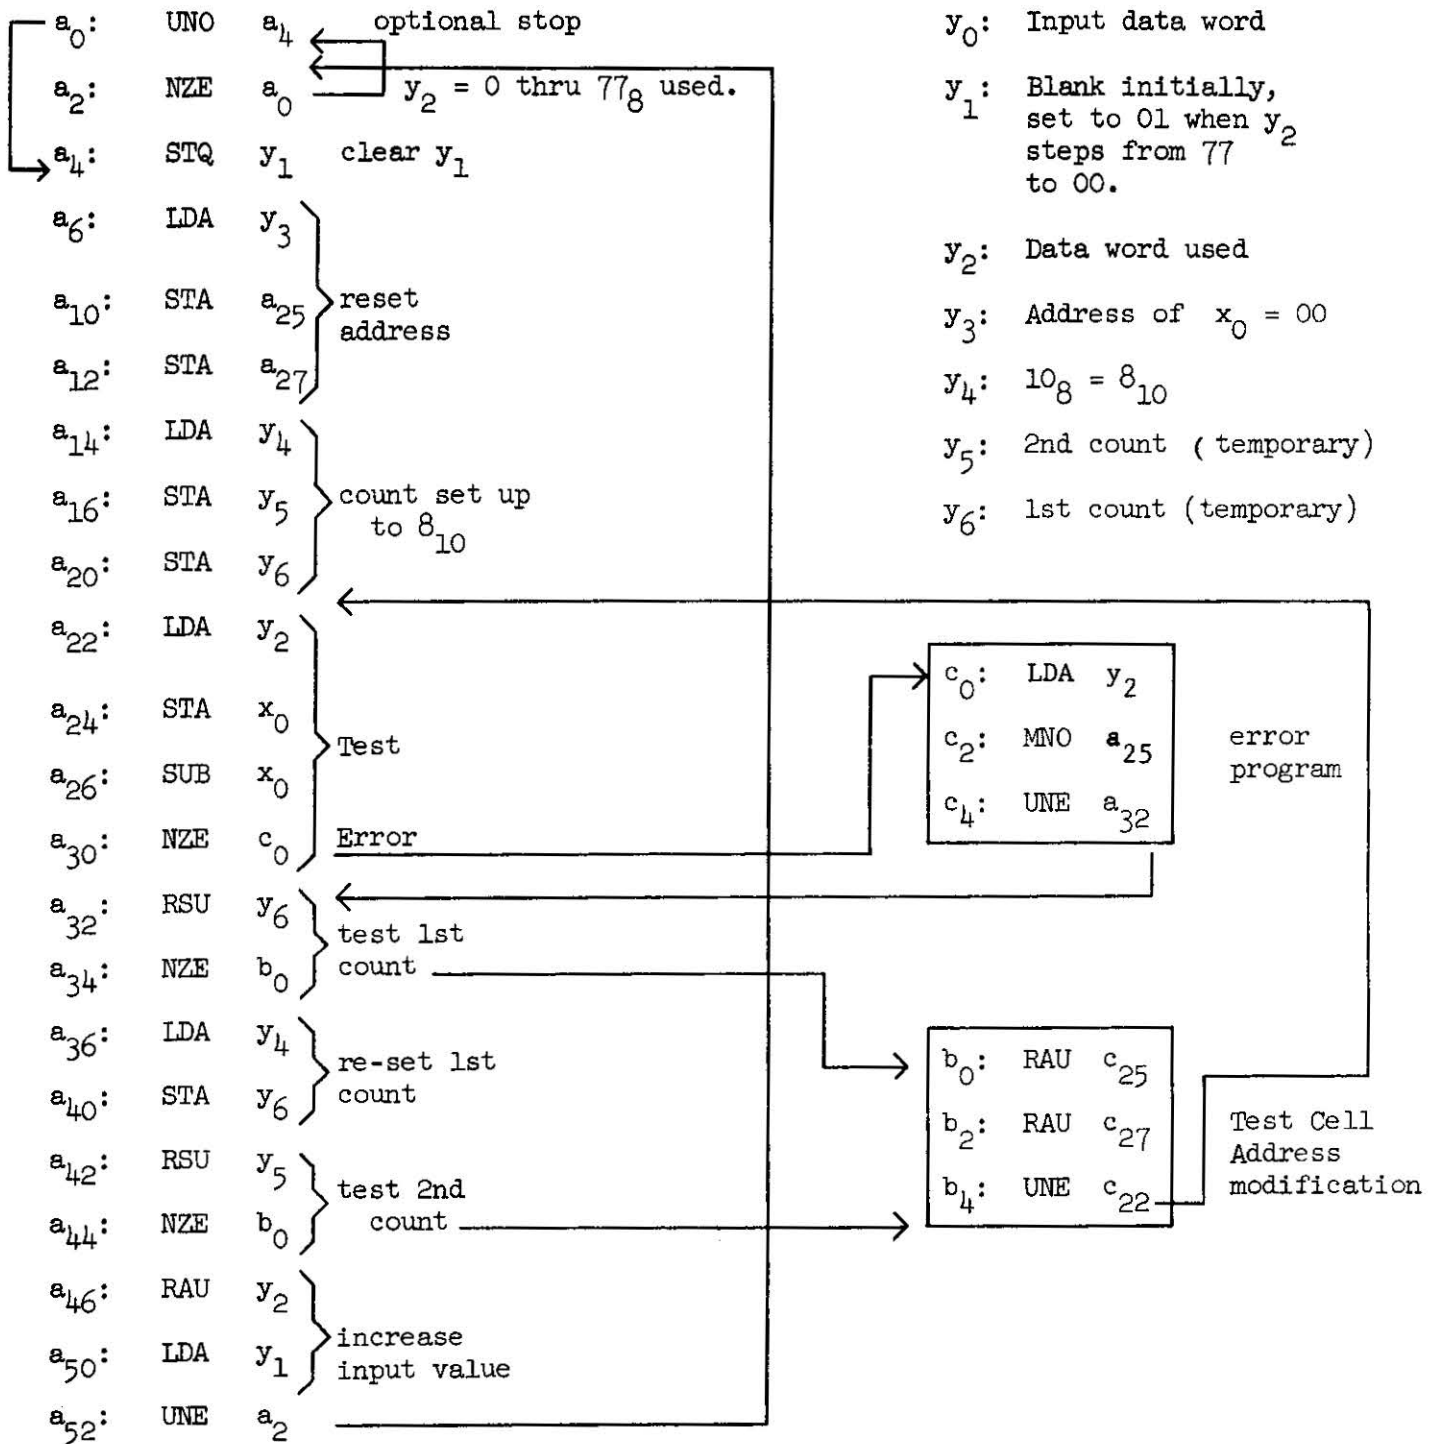 a0: UNO a4 optional stop
a2: NZE a0 y2 = 0 thru 778 used.
a4: STQ y1 clear y1
a6: LDA y3
a10: STA a25 reset
address
a12: STA a27
a14: LDA y4
a16: STA y5 count set up
to 810
a20: STA y6
a22: LDA y2
a24: STA x0
Test
a26: SUB x0
a30: NZE c0 Error
a32: RSU y6
test 1st
a34: NZE b0 count
a36: LDA y4
re-set 1st
a40: STA y6 count
a42: RSU y5
test 2nd
a44: NZE b0 count
a46: RAU y2
increase
a50: LDA y1 input value
a52: UNE a2
y0: Input data word
y1: Blank initially,
set to 01 when y2
steps from 77
to 00.
y2: Data word used
y3: Address of x0 = 00
y4: 108 = 810
y5: 2nd count ( temporary)
y6: 1st count (temporary)
c0: LDA y2
c2: MNO a25
c4: UNE a32
error
program
b0: RAU c25
b2: RAU c27
b4: UNE c22
Test Cell
Address
modification